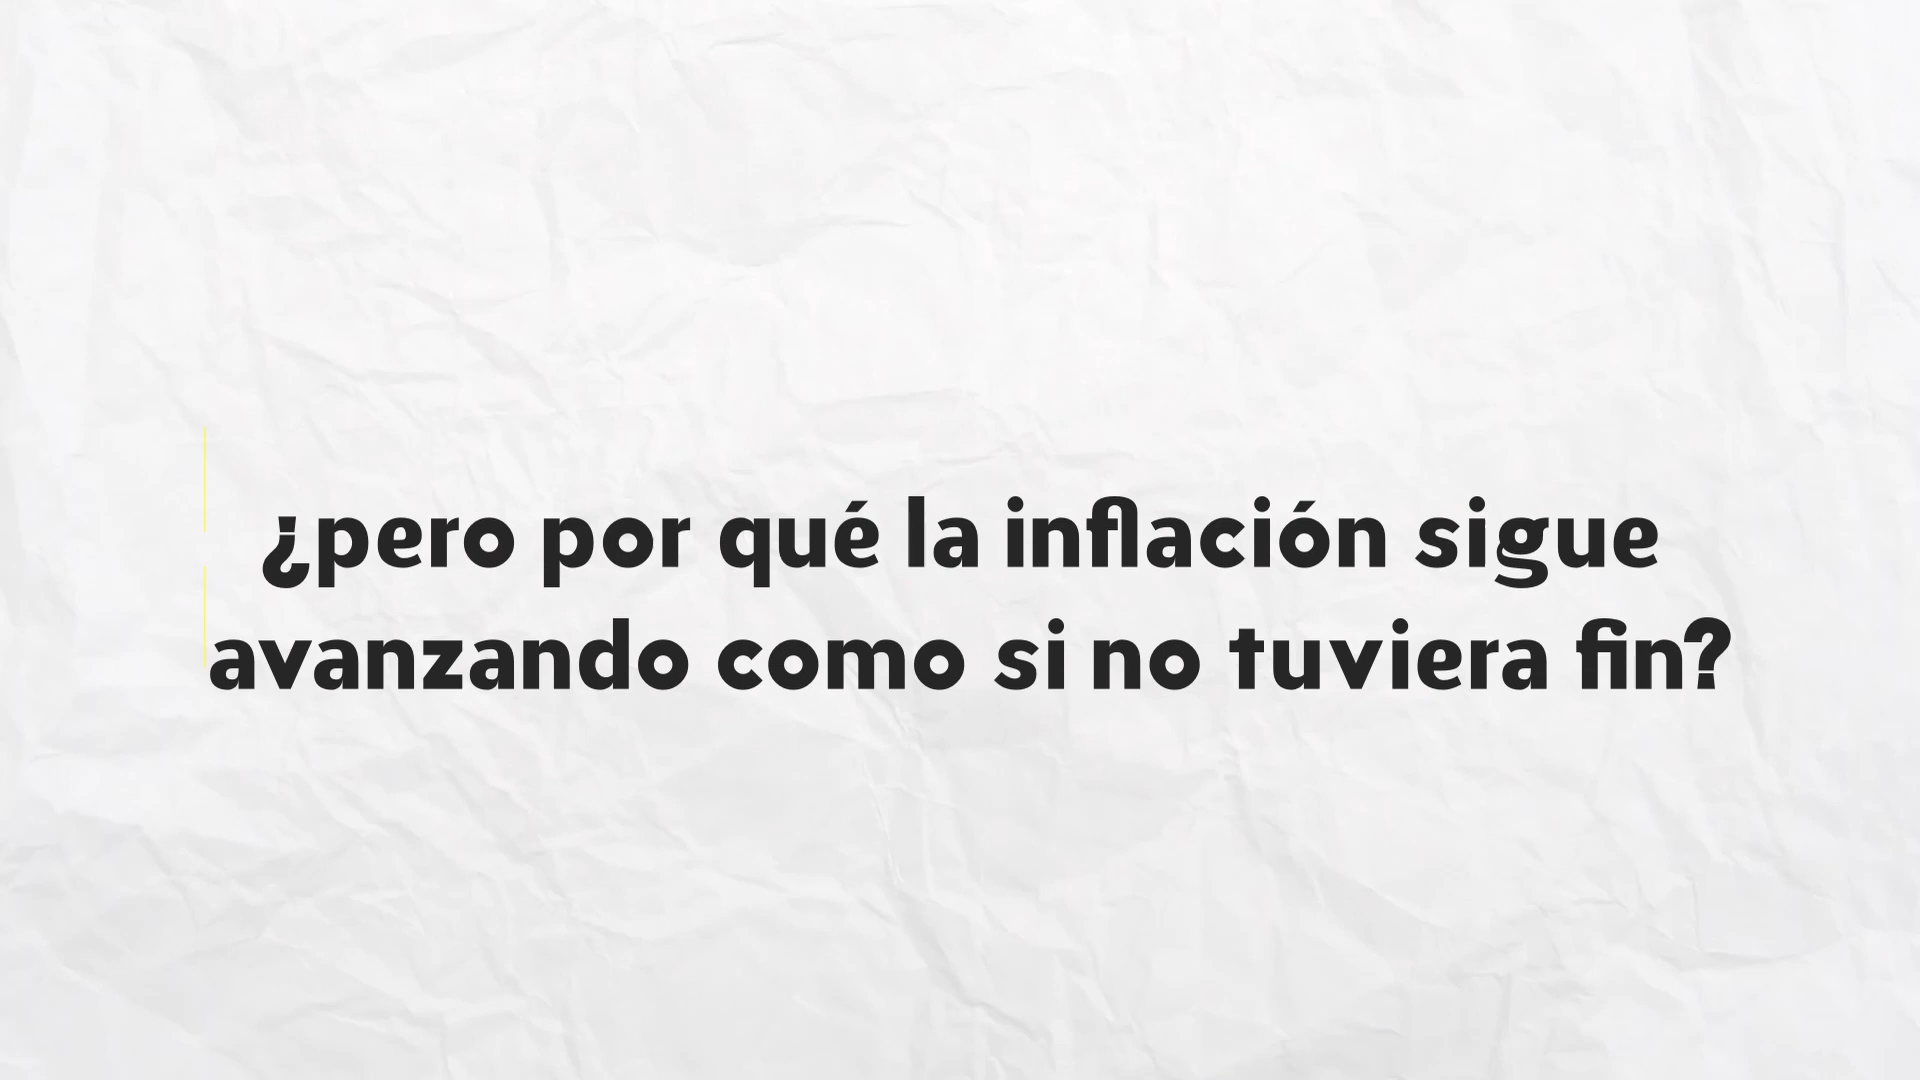 ¿pero por qué la inflación sigue
avanzando como si no tuviera fin?